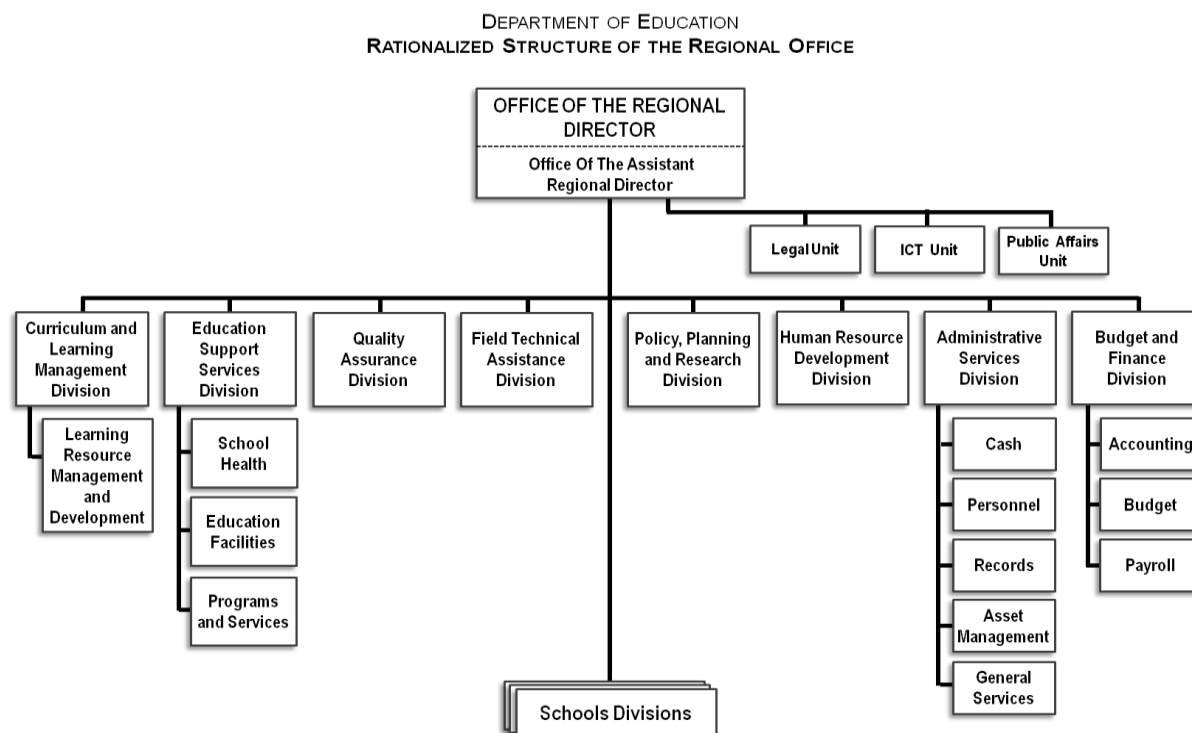 DEPARTMENT OF EDUCATION
RATIONALIZED STRUCTURE OF THE REGIONAL OFFICE
OFFICE OF THE REGIONAL
DIRECTOR
Office Of The Assistant
Regional Director
Legal Unit
ICT Unit
Public Affairs
Unit
Curriculum and
Learning
Management
Division
Education
Support
Services
Division
Quality
Assurance
Division
Field Technical
Assistance
Division
Policy, Planning
and Research
Division
Human Resource
Development
Division
Administrative
Services
Division
Budget and
Finance
Division
Learning
Resource
Management
and
Development
School
Health
Education
Facilities
Programs
and Services
Cash
Personnel
Records
Asset
Management
General
Services
Accounting
Budget
Payroll
Schools Divisions